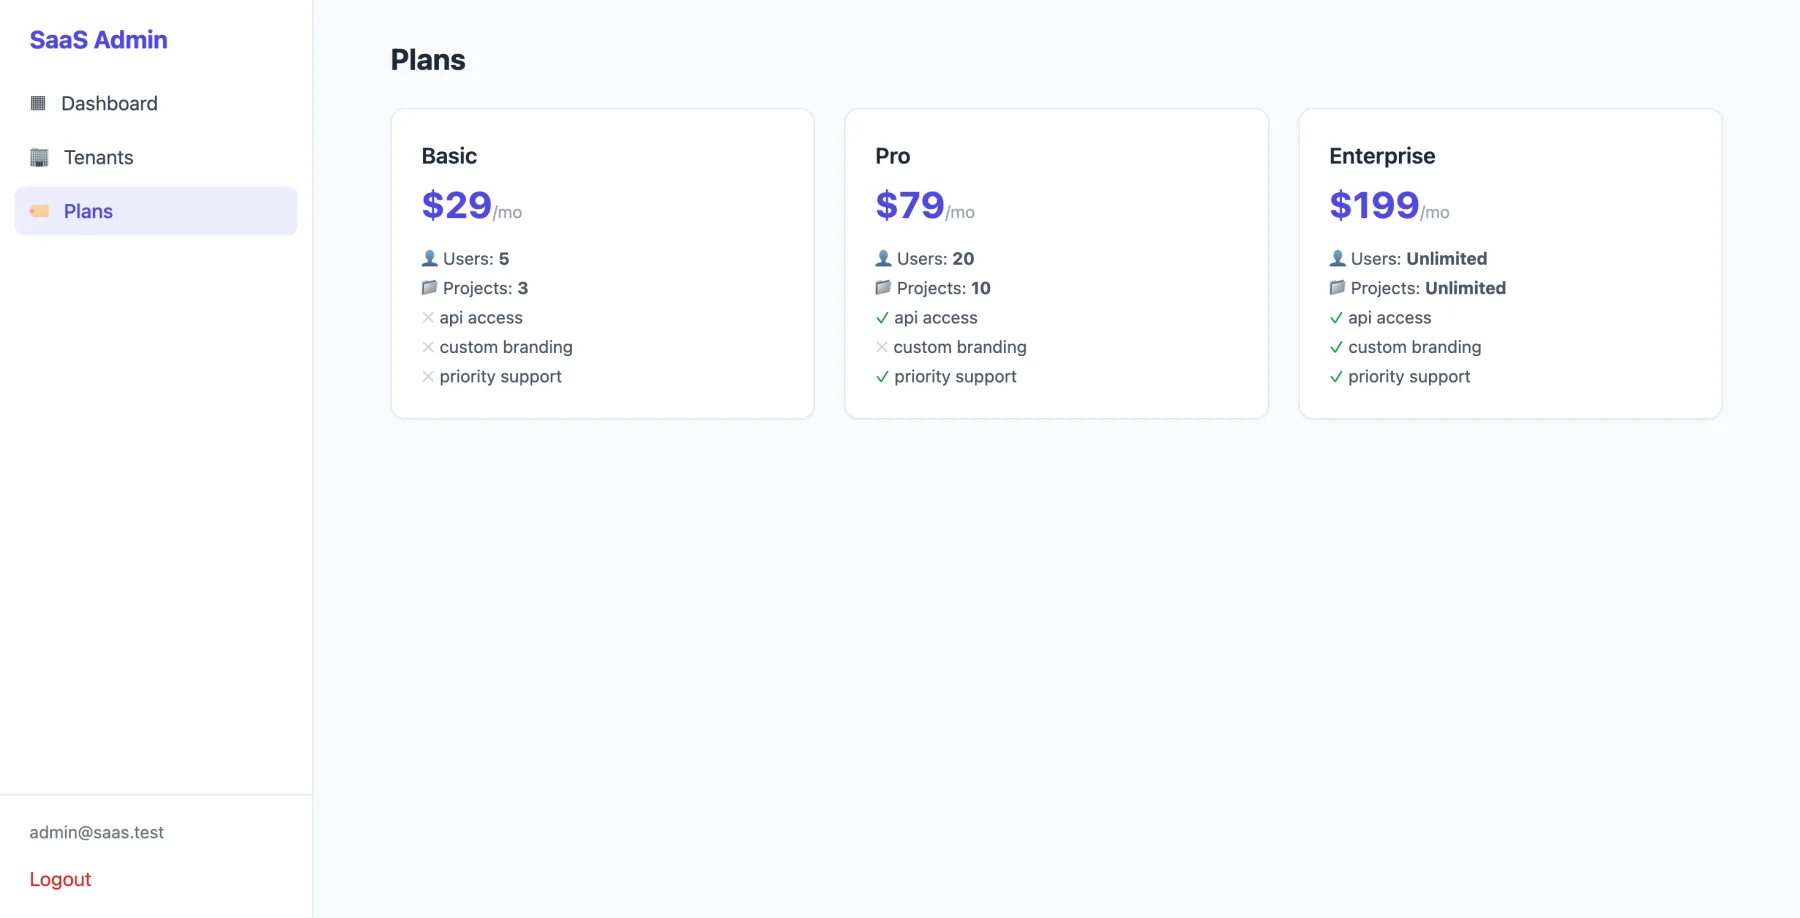 SaaS Admin
Dashboard
Tenants
Plans
admin@saas.test
Logout
Plans
Basic
$29/mo
Users: 5
Projects: 3
✕ api access
✕ custom branding
✕ priority support
Pro
$79/mo
Users: 20
Projects: 10
✓ api access
✕ custom branding
✓ priority support
Enterprise
$199/mo
Users: Unlimited
Projects: Unlimited
✓ api access
✓ custom branding
✓ priority support